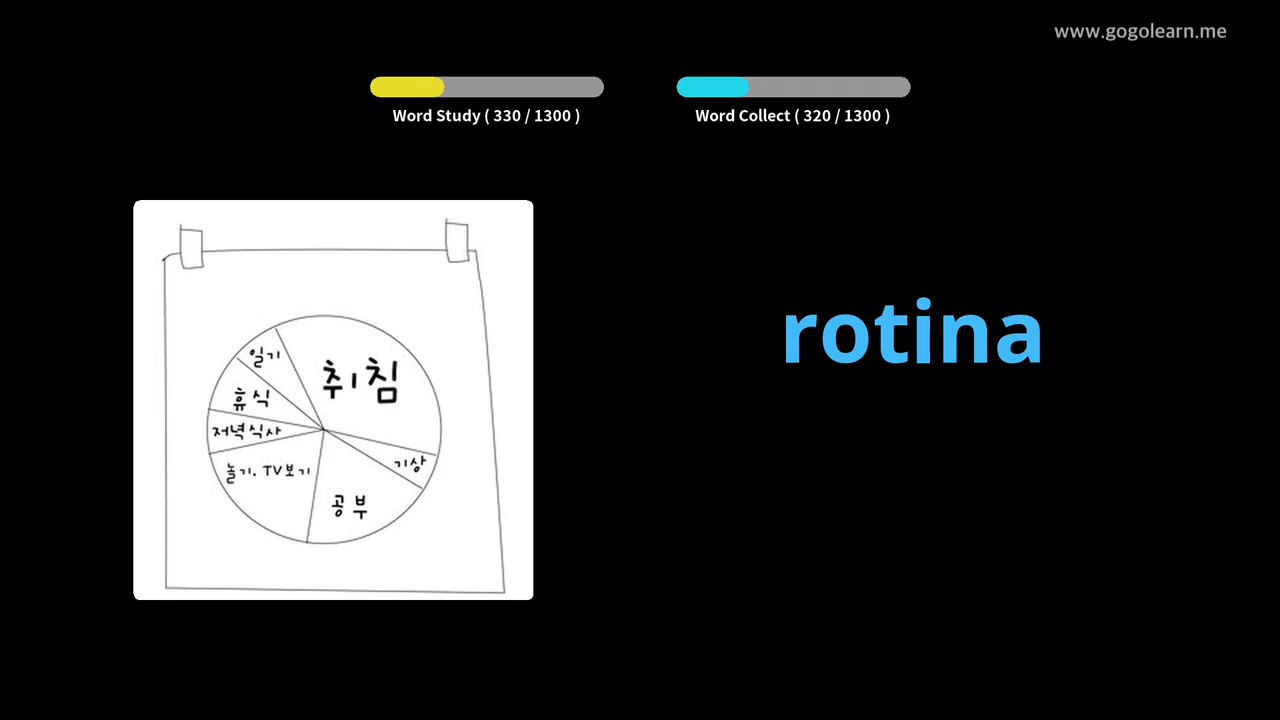 www.gogolearn.me
Word Study ( 330 / 1300 )
Word Collect ( 320 / 1300 )
일기
취침
휴식
저녁식사
기상
놀기. TV보기
공부
rotina